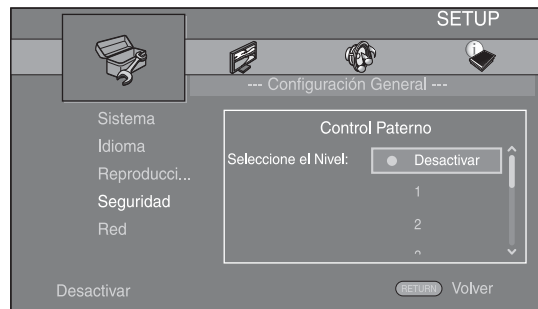 SETUP
--- Configuración General ---
Sistema
Idioma
Reproducci...
Seguridad
Red
Control Paterno
Seleccione el Nivel:
Desactivar
1
2
Desactivar
RETURN Volver